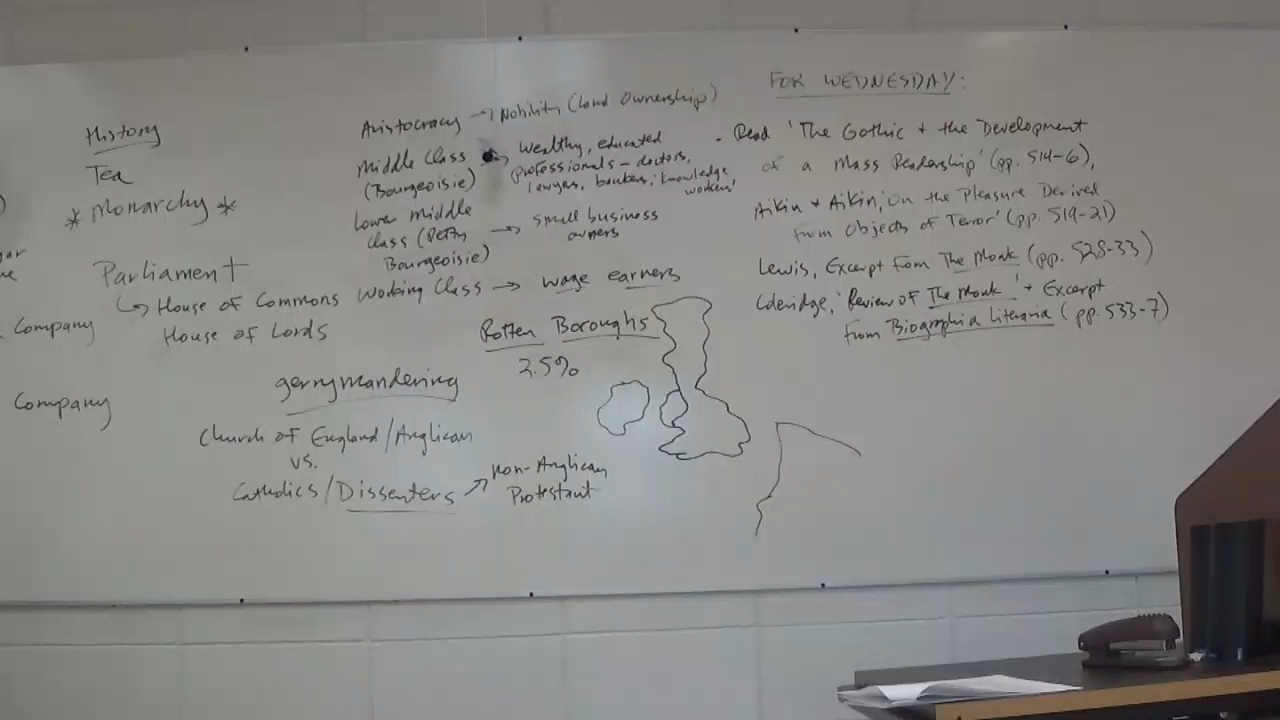 History
Tea
*Monarchy*
Parliament
↳ House of Commons
House of Lords
Company
Company
gerrymandering
Church of England/Anglican
vs.
Catholics/Dissenters → non-Anglican
Protestant
Aristocracy → Nobility (land ownership)
Middle Class → wealthy, educated
(Bourgeoisie) professionals - doctors,
lawyers, bankers, 'knowledge
workers'
Lower middle
class (Petty → small business
Bourgeoisie) owners
Working Class → wage earners
Rotten Boroughs
2.5%
FOR WEDNESDAY:
- Read 'The Gothic + the Development
of a Mass Readership' (pp. 514-6),
Aikin + Aikin, 'On the Pleasure Derived
from Objects of Terror' (pp. 519-21)
Lewis, Excerpt from The Monk (pp. 528-33)
Coleridge, 'Review of The Monk' + Excerpt
from Biographia Literaria (pp. 533-7)